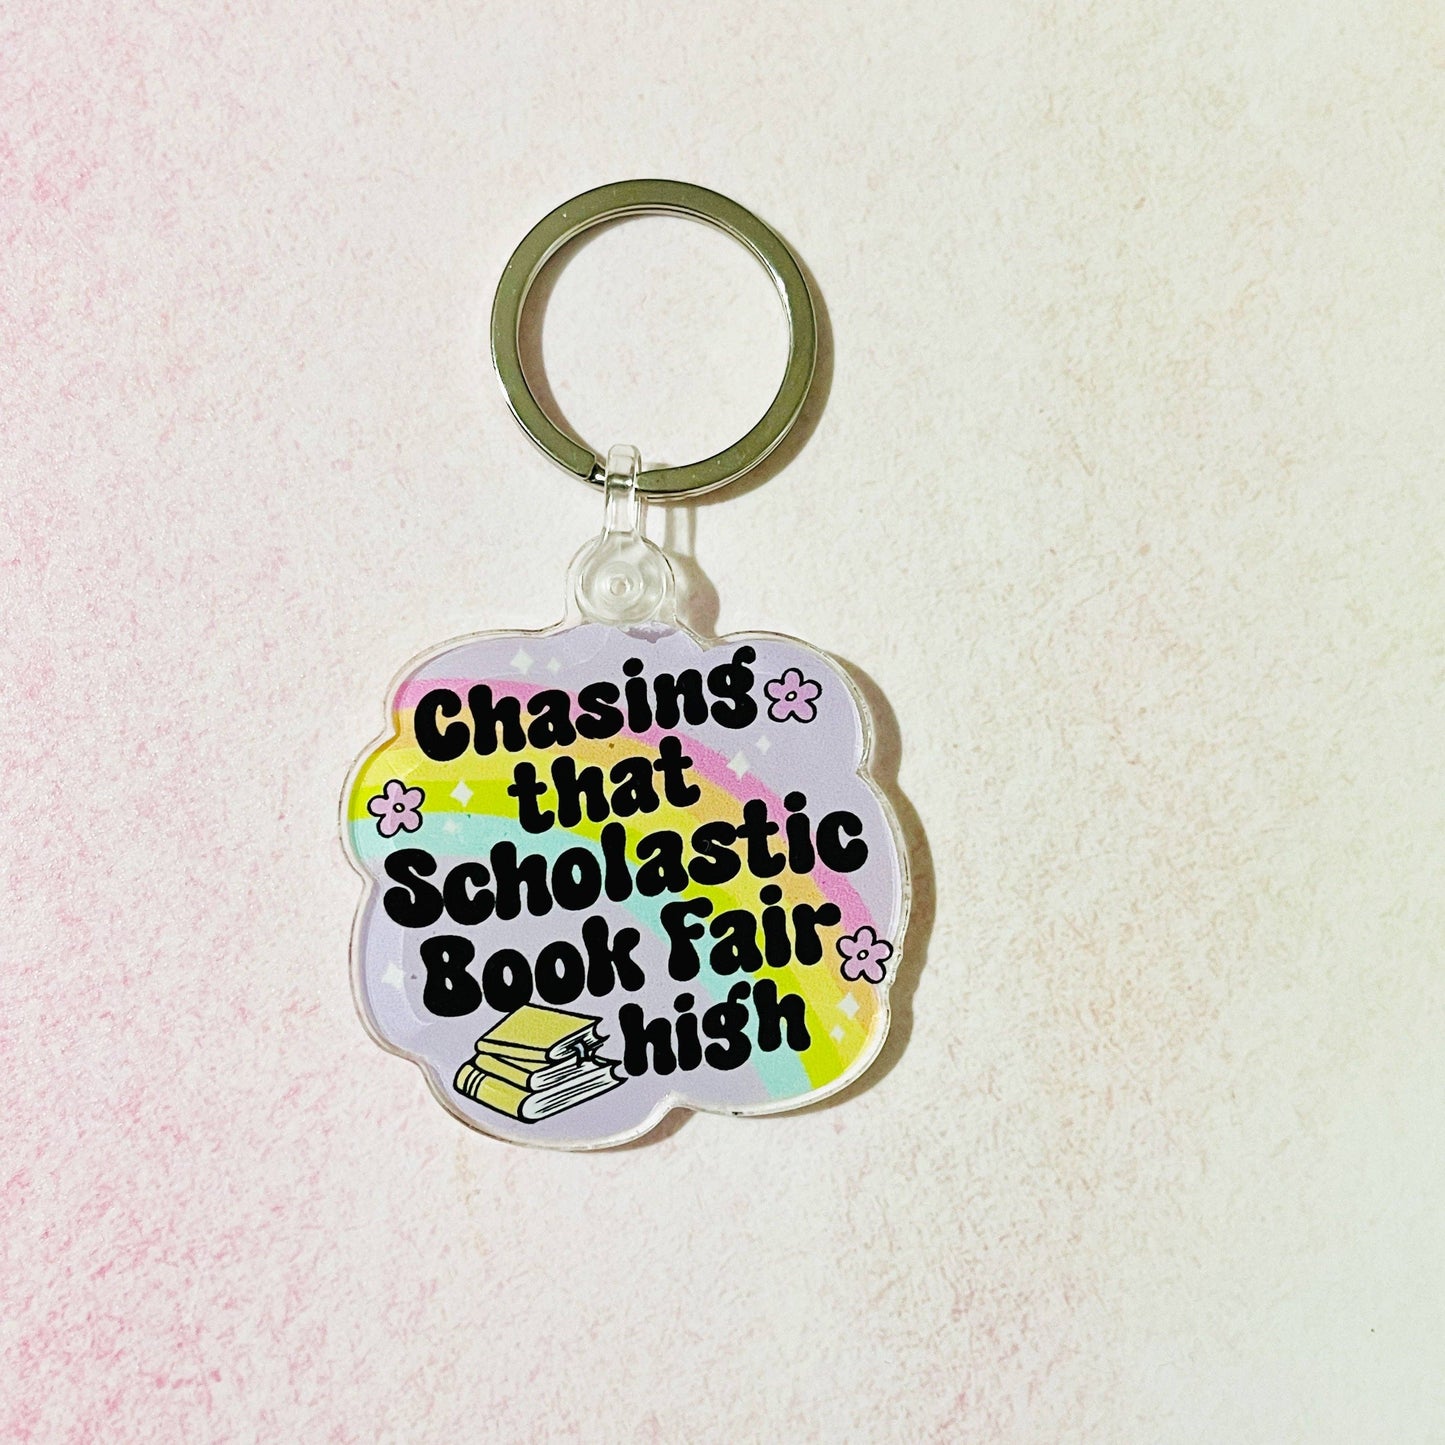 Chasing
that
Scholastic
Book Fair
high